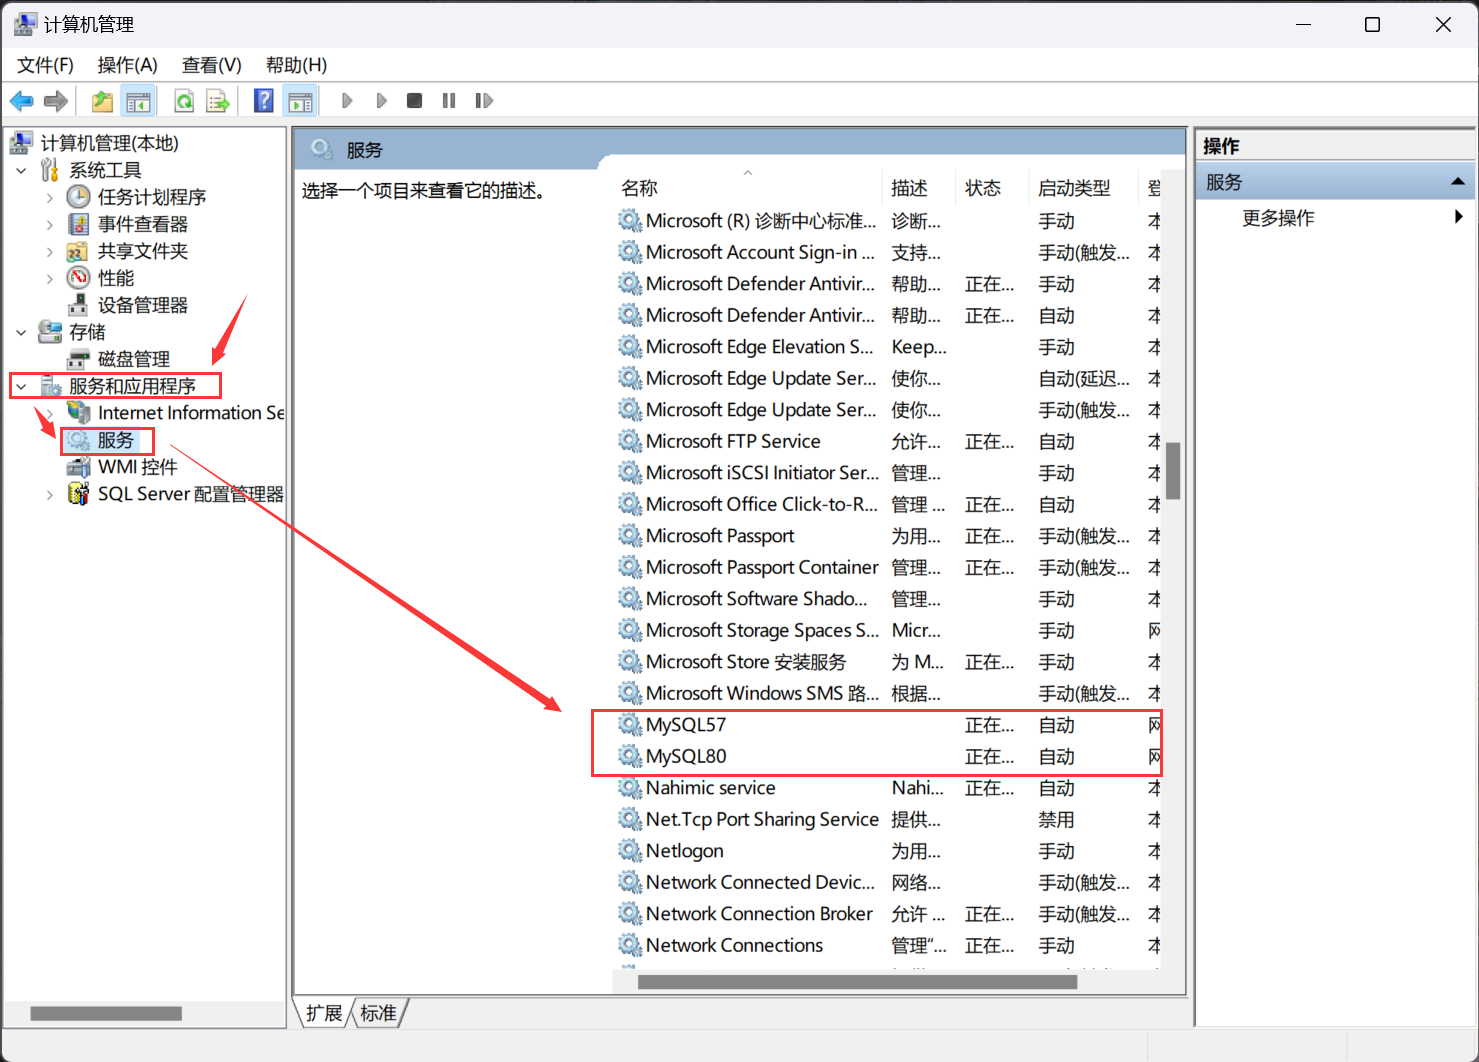 计算机管理
文件(F) 操作(A) 查看(V) 帮助(H)
计算机管理(本地)
系统工具
任务计划程序
事件查看器
共享文件夹
性能
设备管理器
存储
磁盘管理
服务和应用程序
Internet Information Se
服务
WMI 控件
SQL Server 配置管理器
服务
选择一个项目来查看它的描述。
名称 描述 状态 启动类型 登
Microsoft (R) 诊断中心标准... 诊断... 手动 本
Microsoft Account Sign-in ... 支持... 手动(触发... 本
Microsoft Defender Antivir... 帮助... 正在... 手动 本
Microsoft Defender Antivir... 帮助... 正在... 自动 本
Microsoft Edge Elevation S... Keep... 手动 本
Microsoft Edge Update Ser... 使你... 自动(延迟... 本
Microsoft Edge Update Ser... 使你... 手动(触发... 本
Microsoft FTP Service 允许... 正在... 自动 本
Microsoft iSCSI Initiator Ser... 管理... 手动 本
Microsoft Office Click-to-R... 管理 ... 正在... 自动 本
Microsoft Passport 为用... 正在... 手动(触发... 本
Microsoft Passport Container 管理... 正在... 手动(触发... 本
Microsoft Software Shado... 管理... 手动 本
Microsoft Storage Spaces S... Micr... 手动 网
Microsoft Store 安装服务 为 M... 正在... 手动 本
Microsoft Windows SMS 路... 根据... 手动(触发... 本
MySQL57 正在... 自动 网
MySQL80 正在... 自动 网
Nahimic service Nahi... 正在... 自动 本
Net.Tcp Port Sharing Service 提供... 禁用 本
Netlogon 为用... 手动 本
Network Connected Devic... 网络... 手动(触发... 本
Network Connection Broker 允许 ... 正在... 手动(触发... 本
Network Connections 管理“... 正在... 手动 本
扩展 标准
操作
服务
更多操作